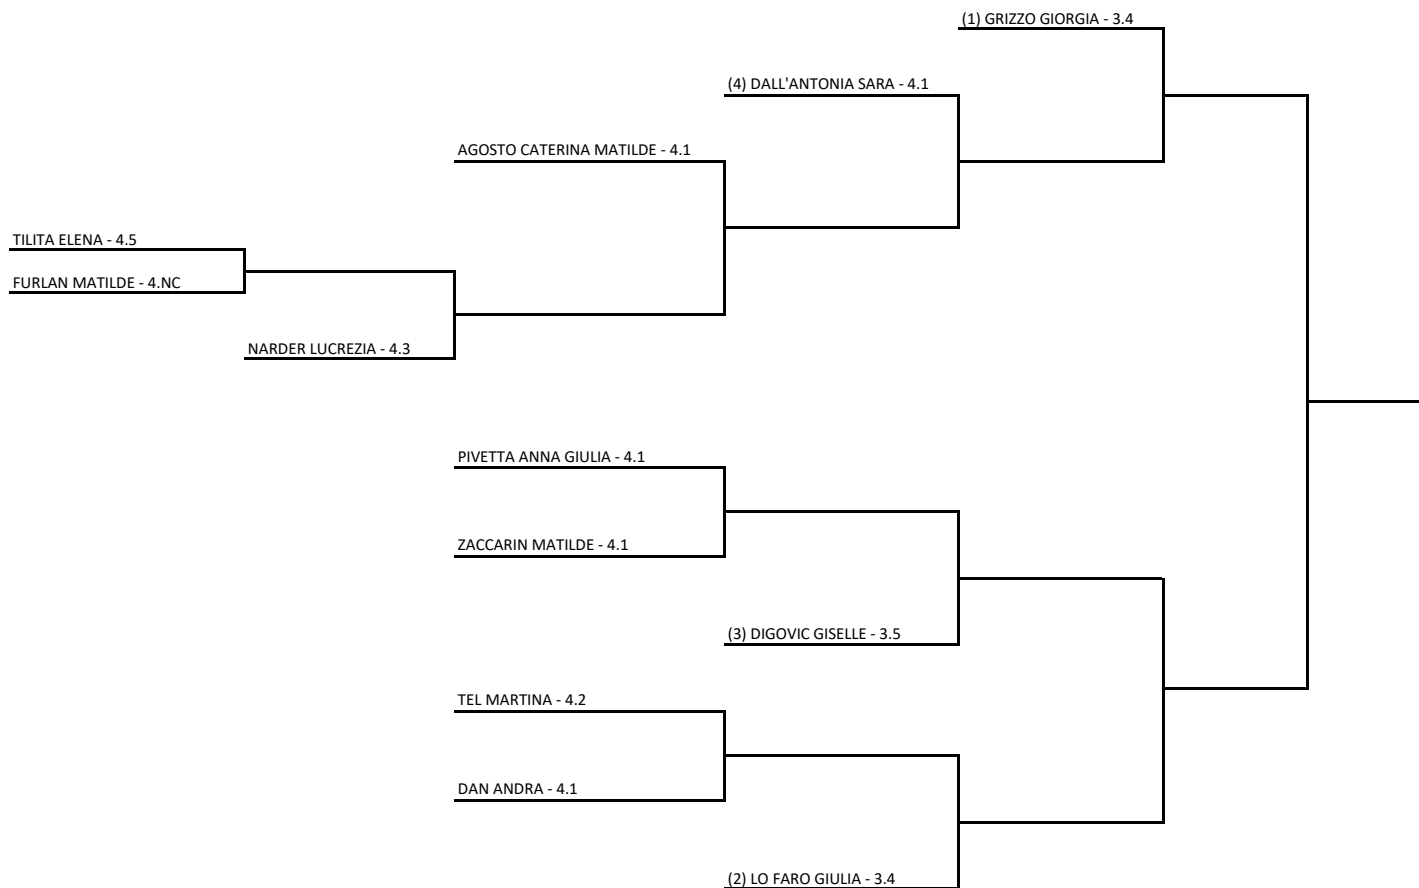 (1) GRIZZO GIORGIA - 3.4
(4) DALL'ANTONIA SARA - 4.1
AGOSTO CATERINA MATILDE - 4.1
TILITA ELENA - 4.5
FURLAN MATILDE - 4.NC
NARDER LUCREZIA - 4.3
PIVETTA ANNA GIULIA - 4.1
ZACCARIN MATILDE - 4.1
(3) DIGOVIC GISELLE - 3.5
TEL MARTINA - 4.2
DAN ANDRA - 4.1
(2) LO FARO GIULIA - 3.4